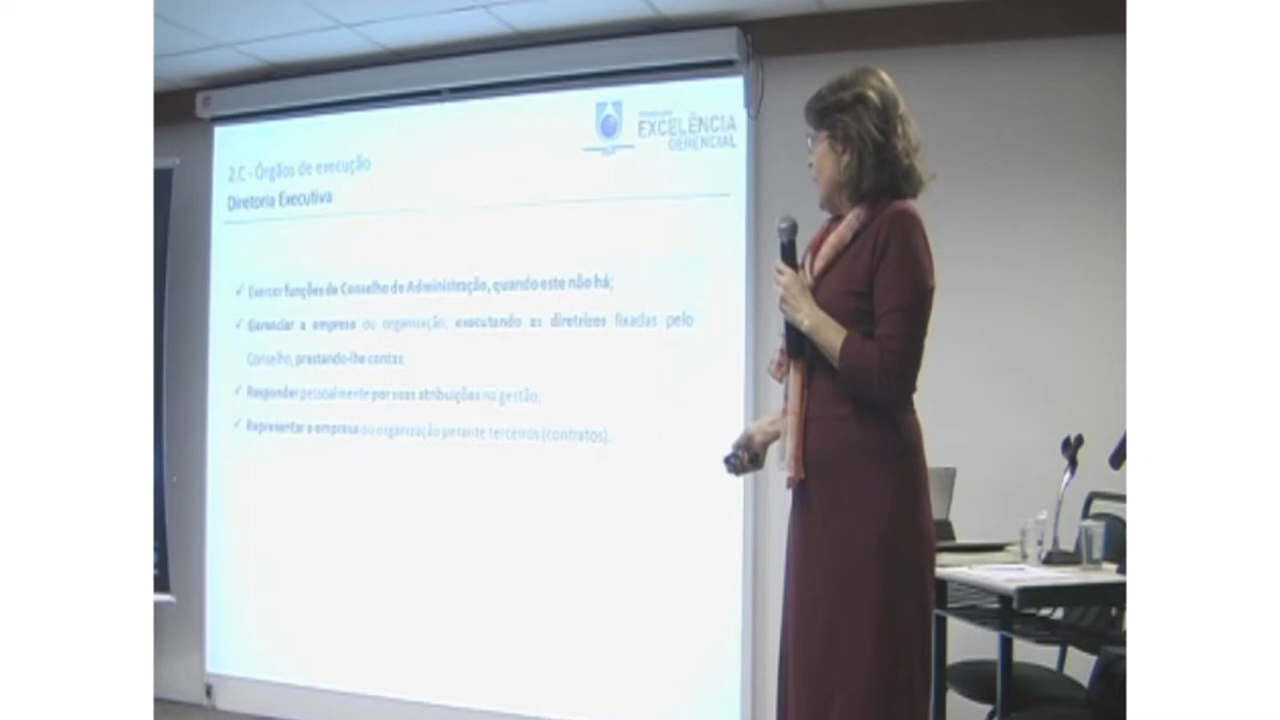 EXCELÊNCIA
GERENCIAL
2.C - Órgãos de execução
Diretoria Executiva
✓ Exercer funções do Conselho de Administração, quando este não há;
✓ Gerenciar a empresa ou organização, executando as diretrizes fixadas pelo
Conselho, prestando-lhe contas;
✓ Responder pessoalmente por suas atribuições na gestão;
✓ Representar a empresa ou organização perante terceiros (contratos).